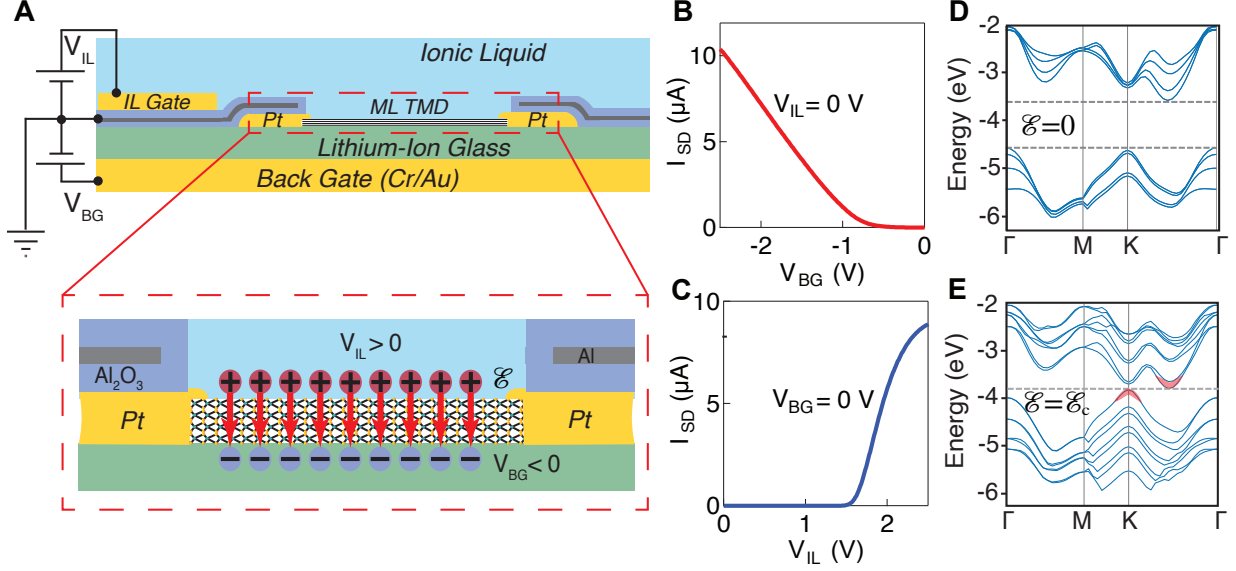 A
V_IL
Ionic Liquid
IL Gate
ML TMD
Pt
Pt
Lithium-Ion Glass
Back Gate (Cr/Au)
V_BG
V_IL > 0
Al
Al₂O₃
ℰ
Pt
Pt
V_BG < 0
B
10
5
0
I_SD (μA)
V_IL = 0 V
-2
-1
0
V_BG (V)
C
10
5
0
I_SD (μA)
V_BG = 0 V
0
1
2
V_IL (V)
D
-2
-3
-4
-5
-6
Energy (eV)
ℰ=0
Γ
M
K
Γ
E
-2
-3
-4
-5
-6
Energy (eV)
ℰ=ℰ_c
Γ
M
K
Γ